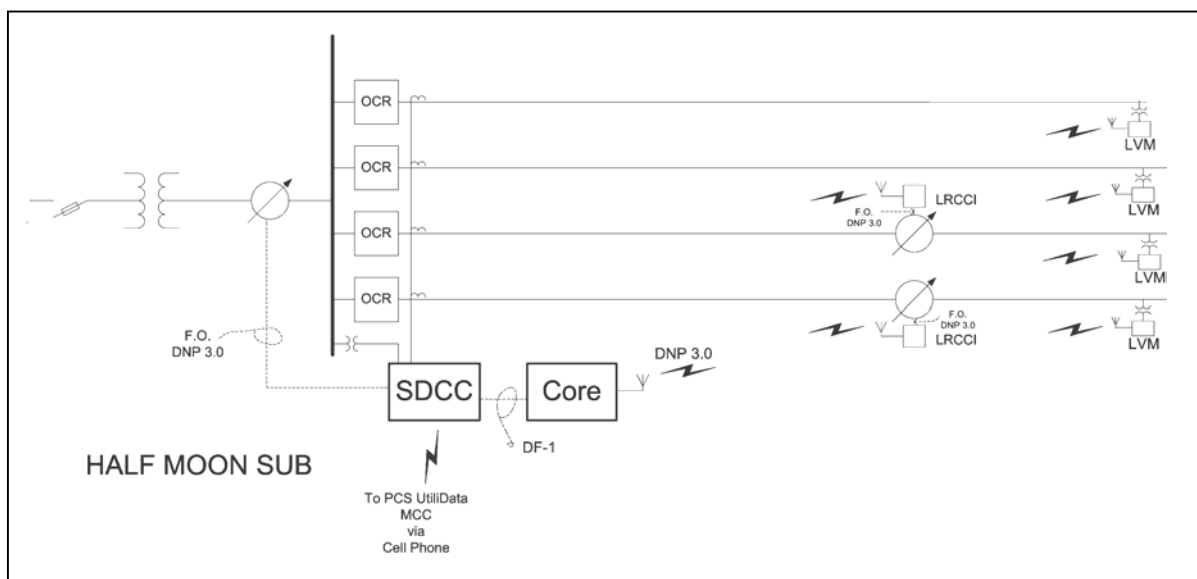 OCR
LVM
OCR
LRCCI
F.O.
DNP 3.0
LVM
OCR
LVM
OCR
F.O.
DNP 3.0
LRCCI
LVM
F.O.
DNP 3.0
DNP 3.0
SDCC
Core
DF-1
HALF MOON SUB
To PCS UtiliData
MCC
via
Cell Phone